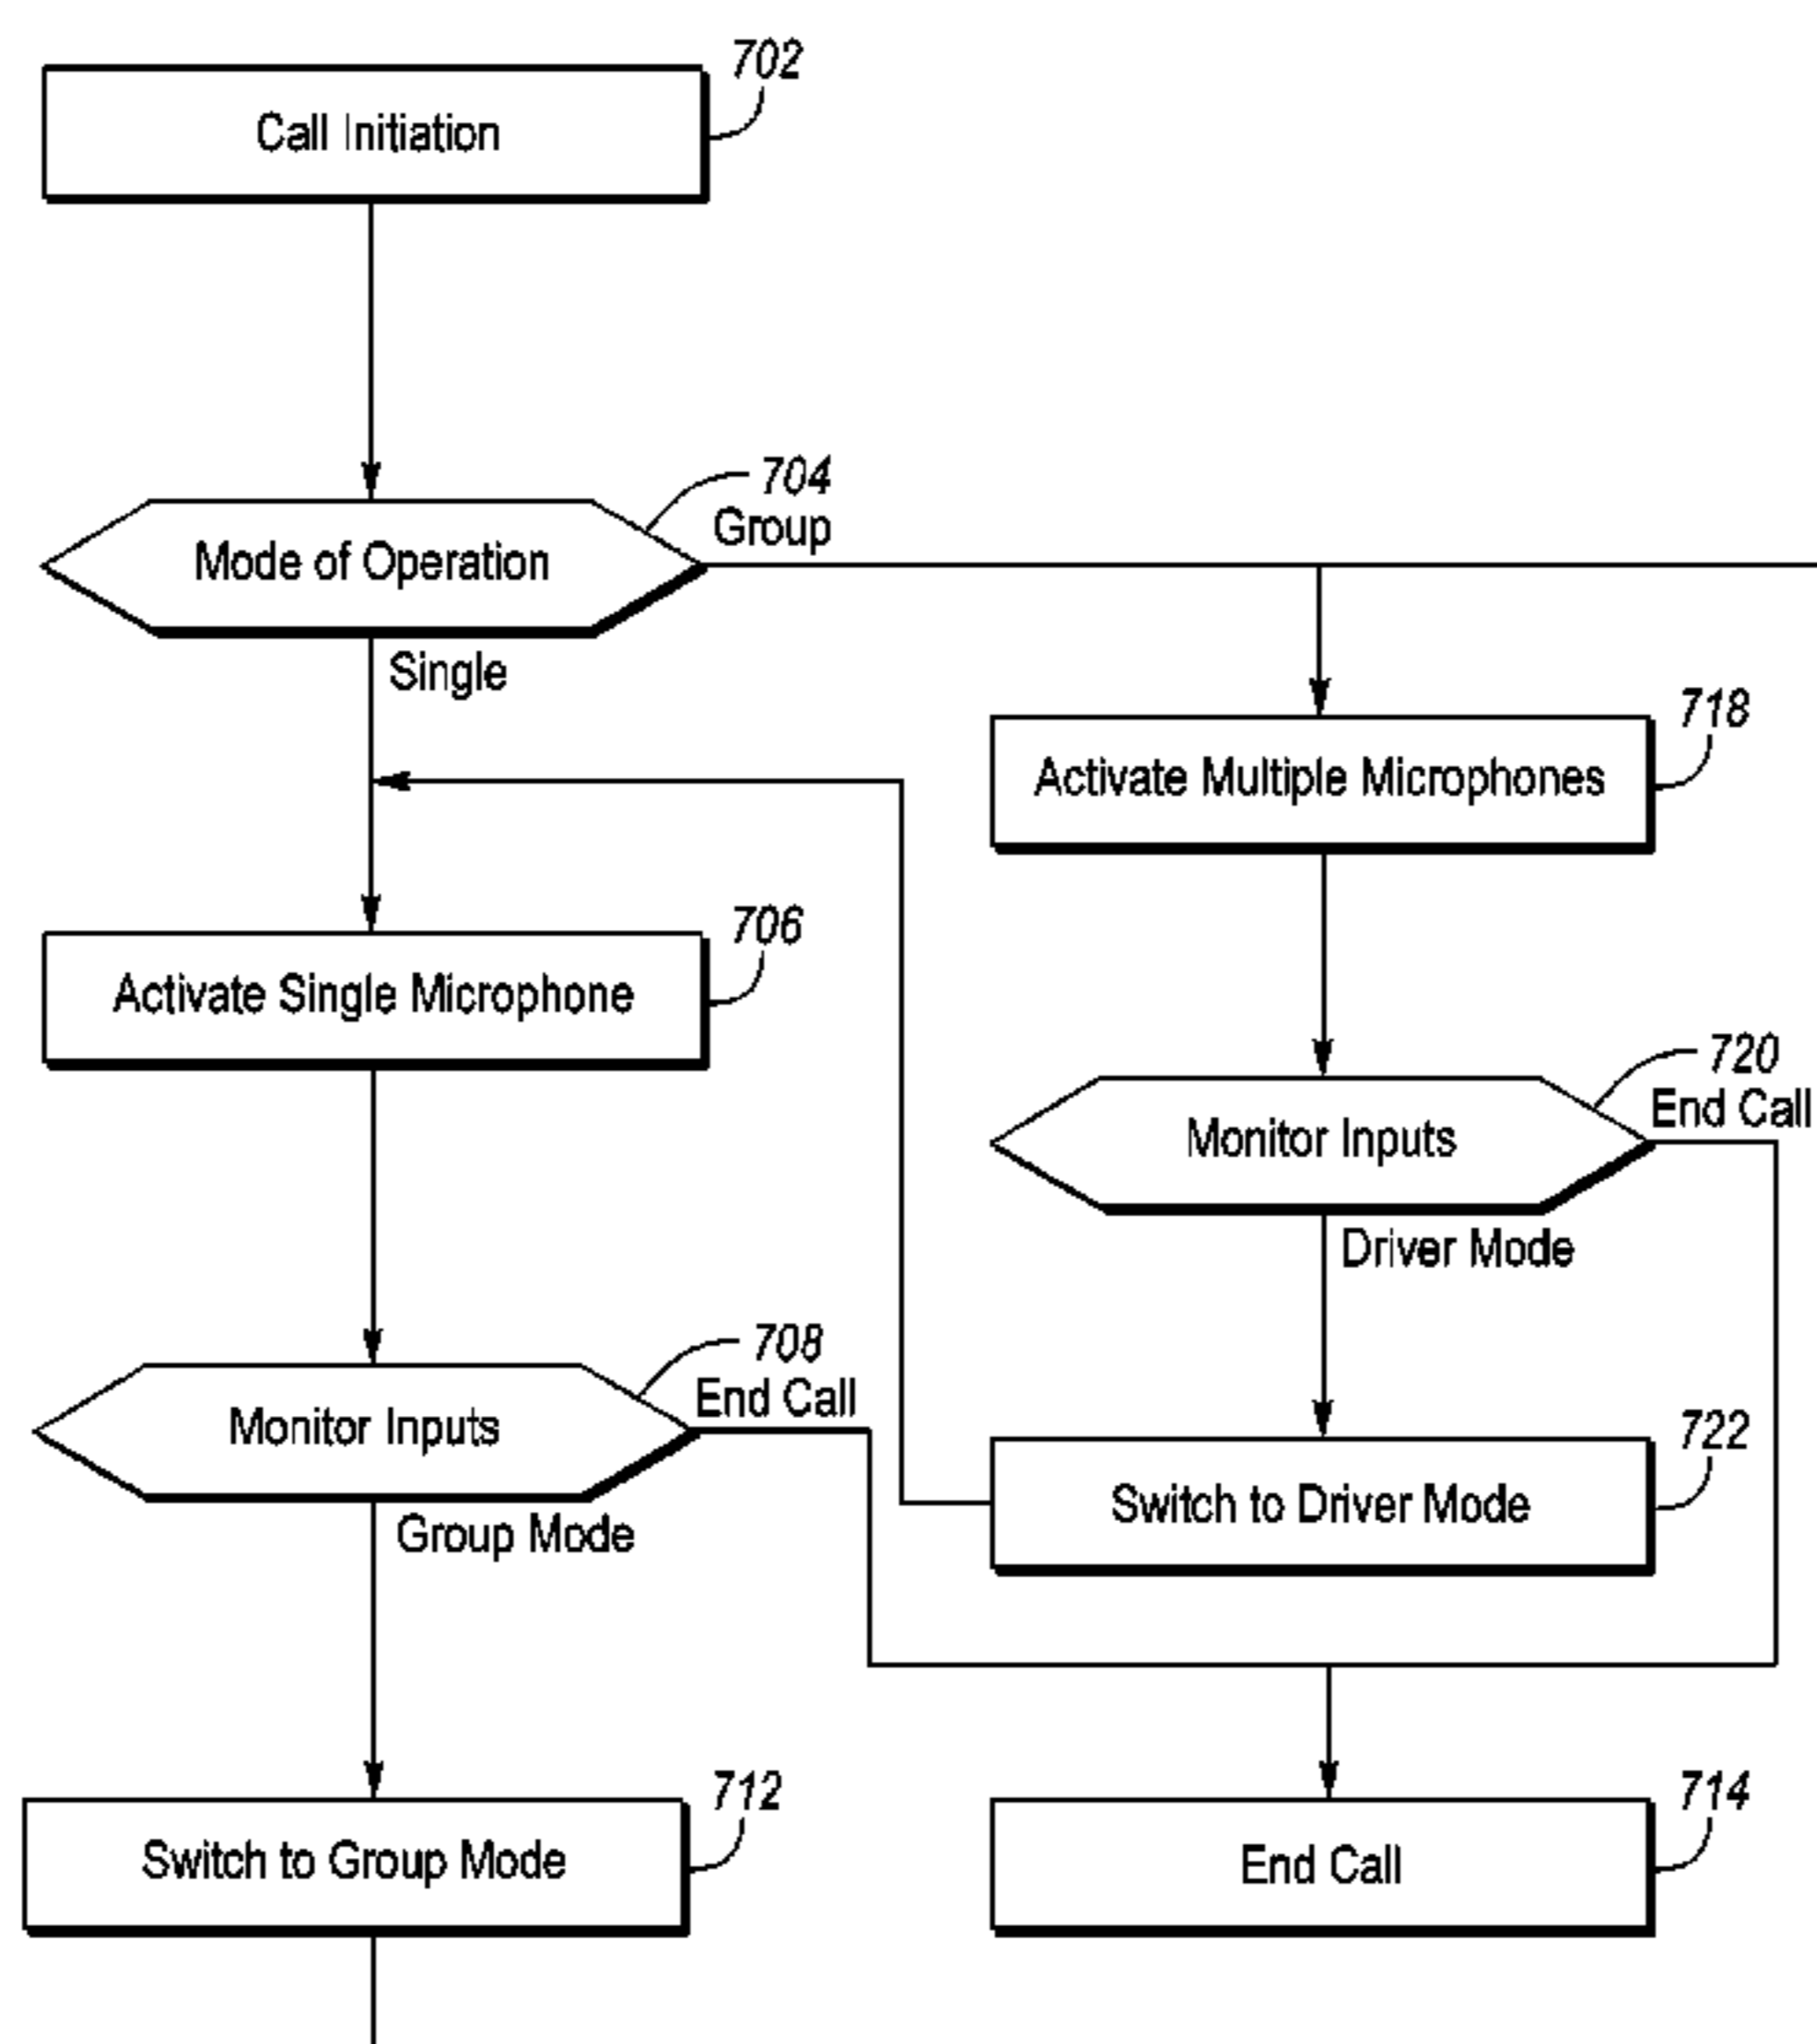 702
Call Initiation
704
Group
Mode of Operation
Single
718
Activate Multiple Microphones
706
Activate Single Microphone
720
End Call
Monitor Inputs
Driver Mode
708
End Call
Monitor Inputs
Group Mode
722
Switch to Driver Mode
712
Switch to Group Mode
714
End Call